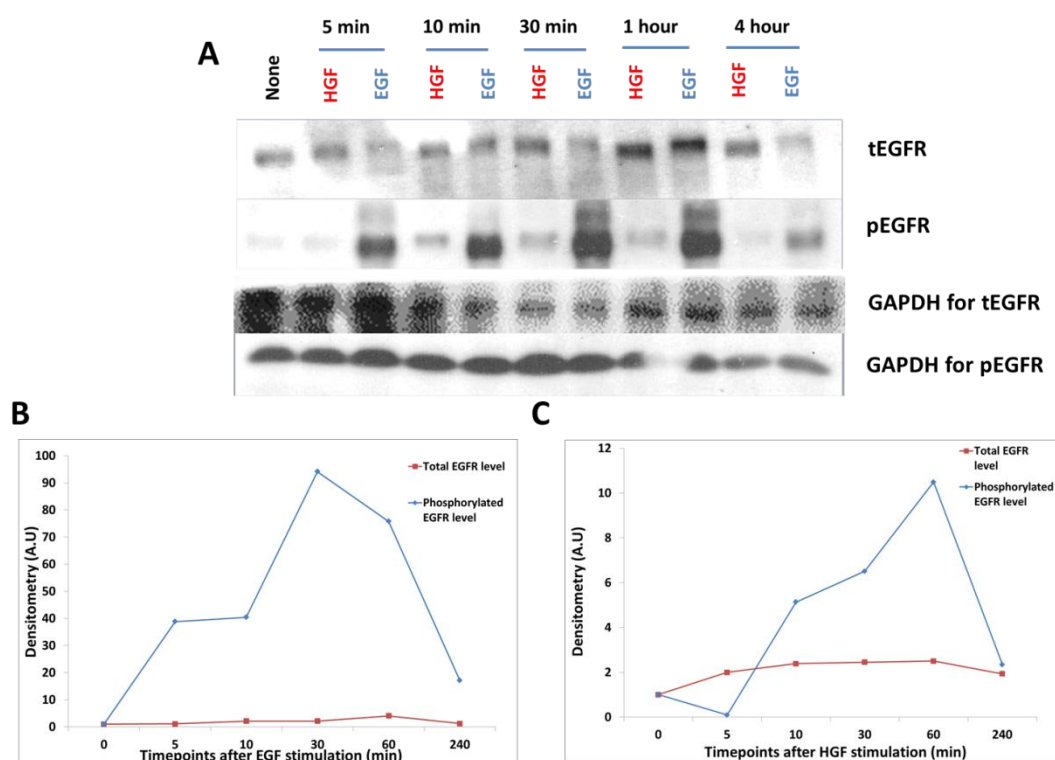 A
5 min 10 min 30 min 1 hour 4 hour
None HGF EGF HGF EGF HGF EGF HGF EGF HGF EGF
tEGFR
pEGFR
GAPDH for tEGFR
GAPDH for pEGFR
B
Densitometry (A.U)
100
90
80
70
60
50
40
30
20
10
0
Total EGFR level
Phosphorylated
EGFR level
0 5 10 30 60 240
Timepoints after EGF stimulation (min)
C
Densitometry (A.U)
12
10
8
6
4
2
0
Total EGFR
level
Phosphorylated
EGFR level
0 5 10 30 60 240
Timepoints after HGF stimulation (min)